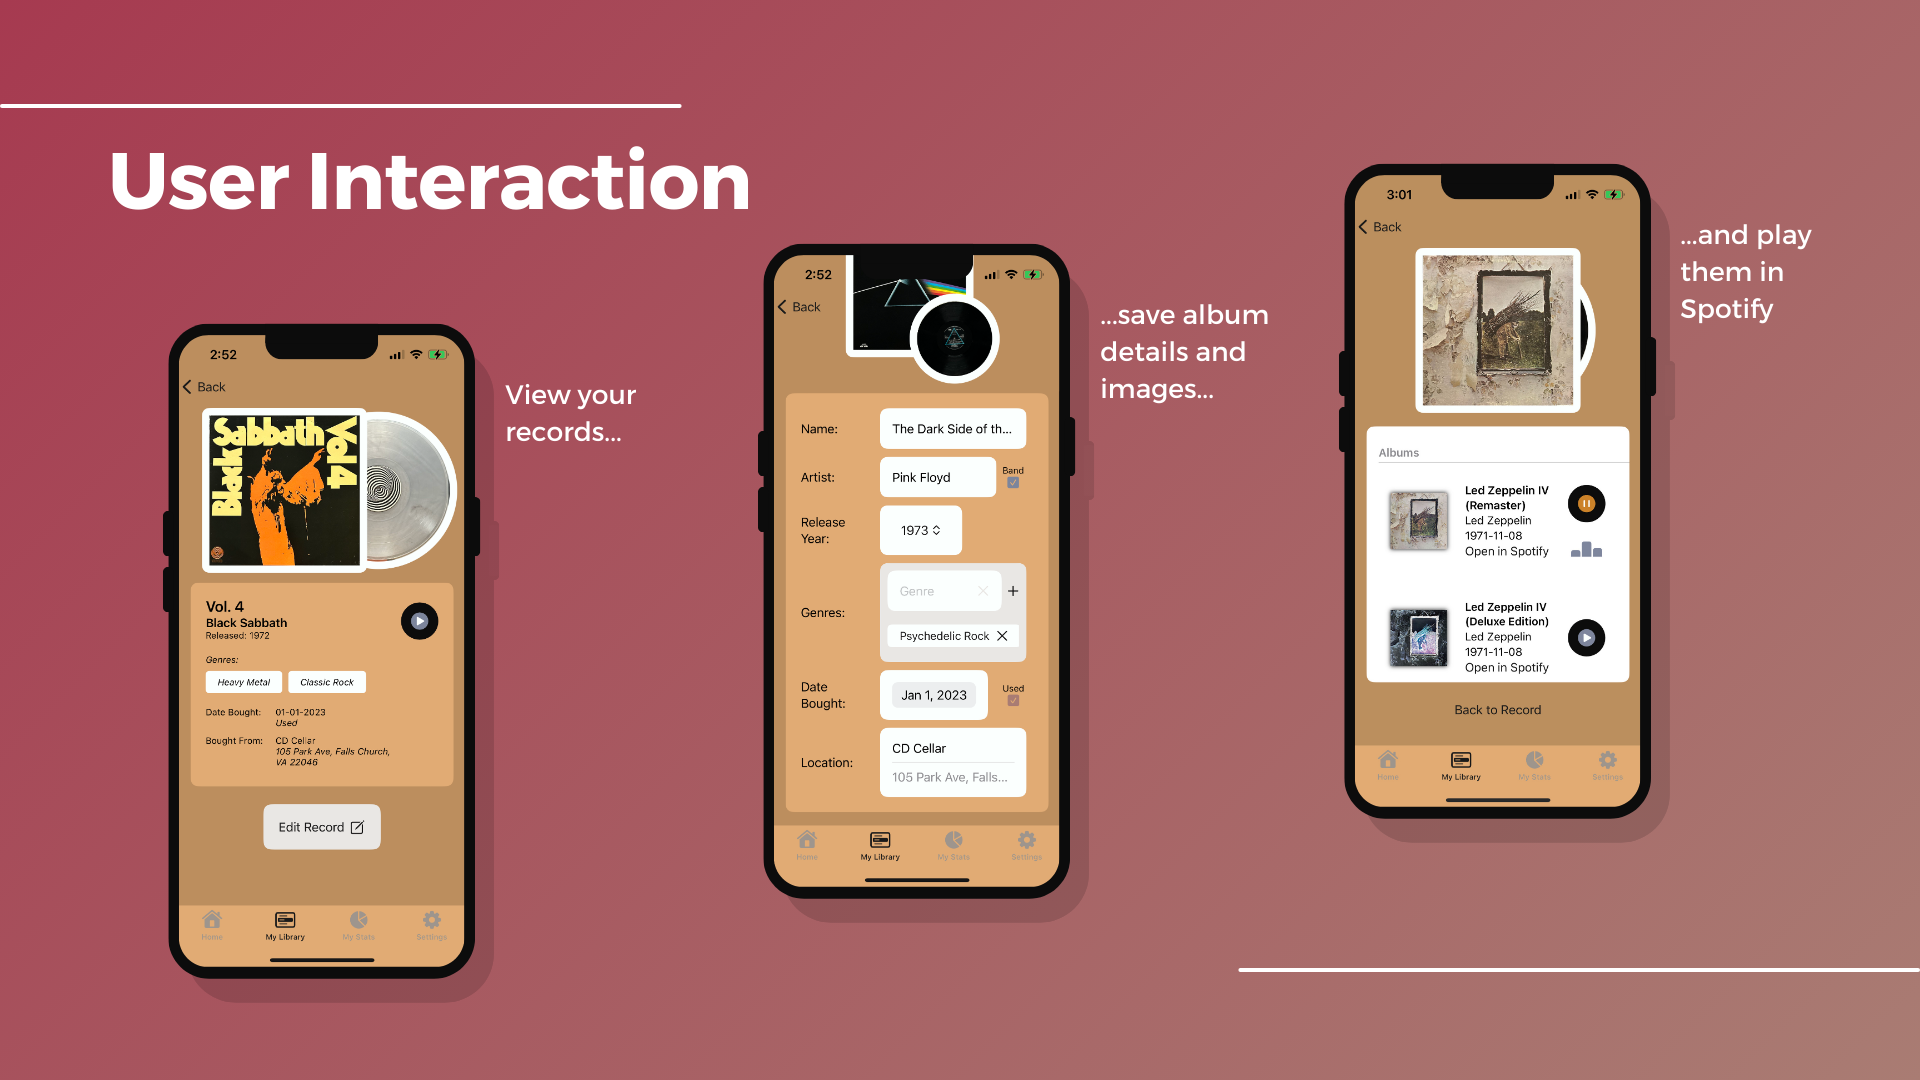 User Interaction
2:52
Back
Black
Sabbath
Vol 4
Vol. 4
Black Sabbath
Released: 1972
Genres:
Heavy Metal
Classic Rock
Date Bought: 01-01-2023
Used
Bought From: CD Cellar
105 Park Ave, Falls Church,
VA 22046
Edit Record
Home
My Library
My Stats
Settings
View your
records...
2:52
Back
Name: The Dark Side of th...
Artist: Pink Floyd
Band
Release
Year:
1973
Genres:
Genre
Psychedelic Rock
Date
Bought:
Jan 1, 2023
Used
Location:
CD Cellar
105 Park Ave, Falls...
Home
My Library
My Stats
Settings
...save album
details and
images...
3:01
Back
Albums
Led Zeppelin IV
(Remaster)
Led Zeppelin
1971-11-08
Open in Spotify
Led Zeppelin IV
(Deluxe Edition)
Led Zeppelin
1971-11-08
Open in Spotify
Back to Record
Home
My Library
My Stats
Settings
...and play
them in
Spotify